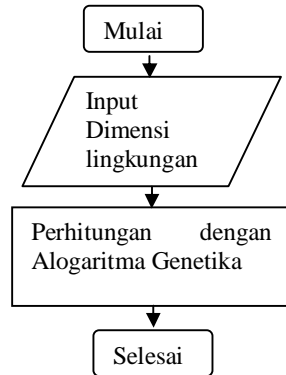 Mulai
Input
Dimensi
lingkungan
Perhitungan dengan
Alogaritma Genetika
Selesai